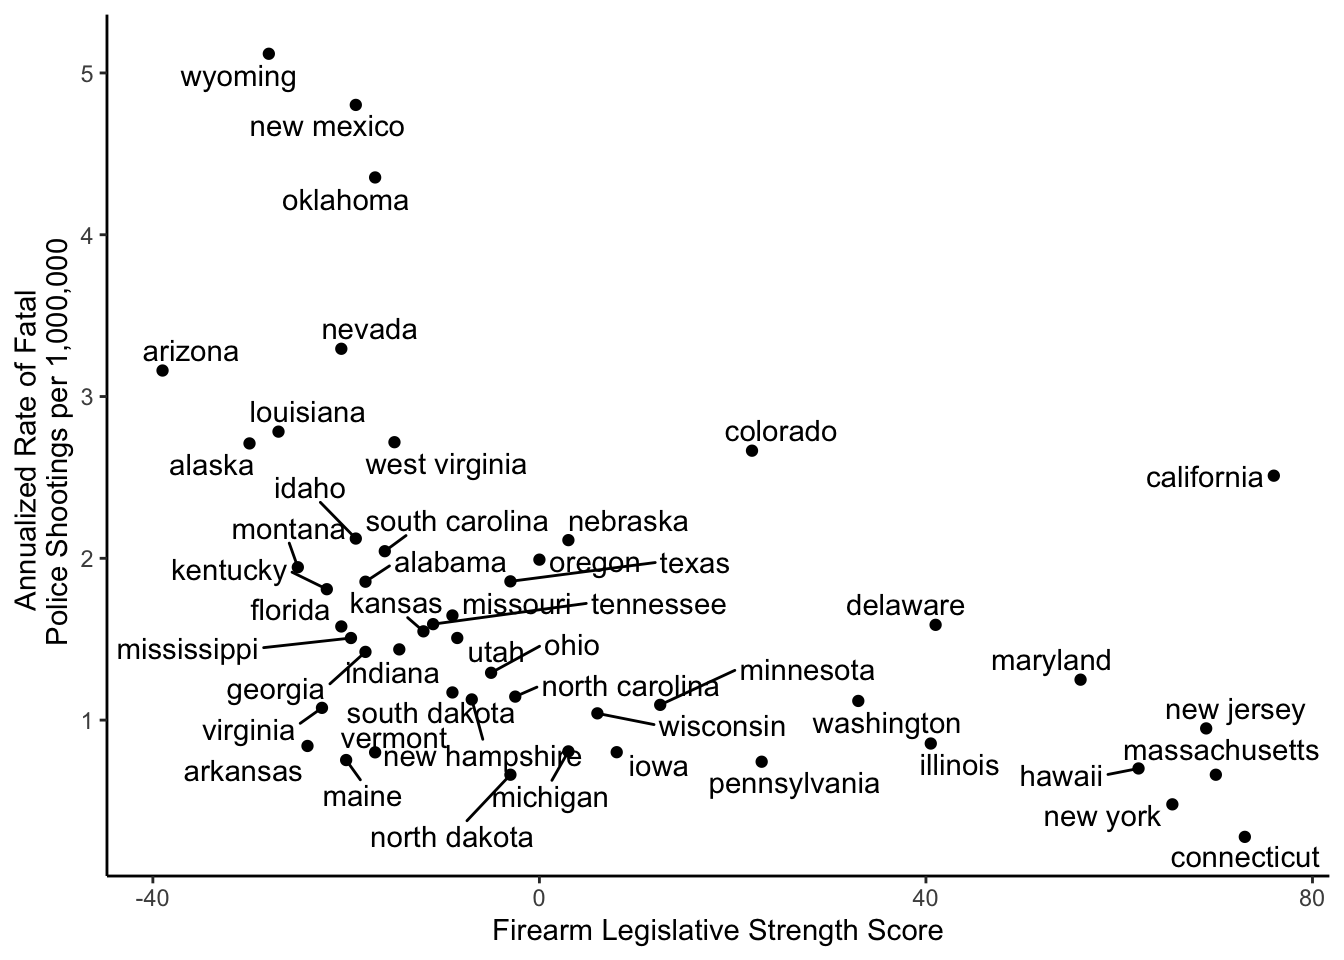 Annualized Rate of Fatal
Police Shootings per 1,000,000
5
4
3
2
1
wyoming
new mexico
oklahoma
nevada
arizona
louisiana
colorado
alaska
west virginia
california
idaho
montana
south carolina
nebraska
kentucky
alabama
oregon
texas
florida
kansas
missouri
tennessee
delaware
mississippi
utah
ohio
maryland
indiana
minnesota
georgia
north carolina
south dakota
new jersey
virginia
vermont
wisconsin
washington
new hampshire
massachusetts
arkansas
iowa
illinois
hawaii
maine
michigan
pennsylvania
new york
north dakota
connecticut
-40
0
40
80
Firearm Legislative Strength Score